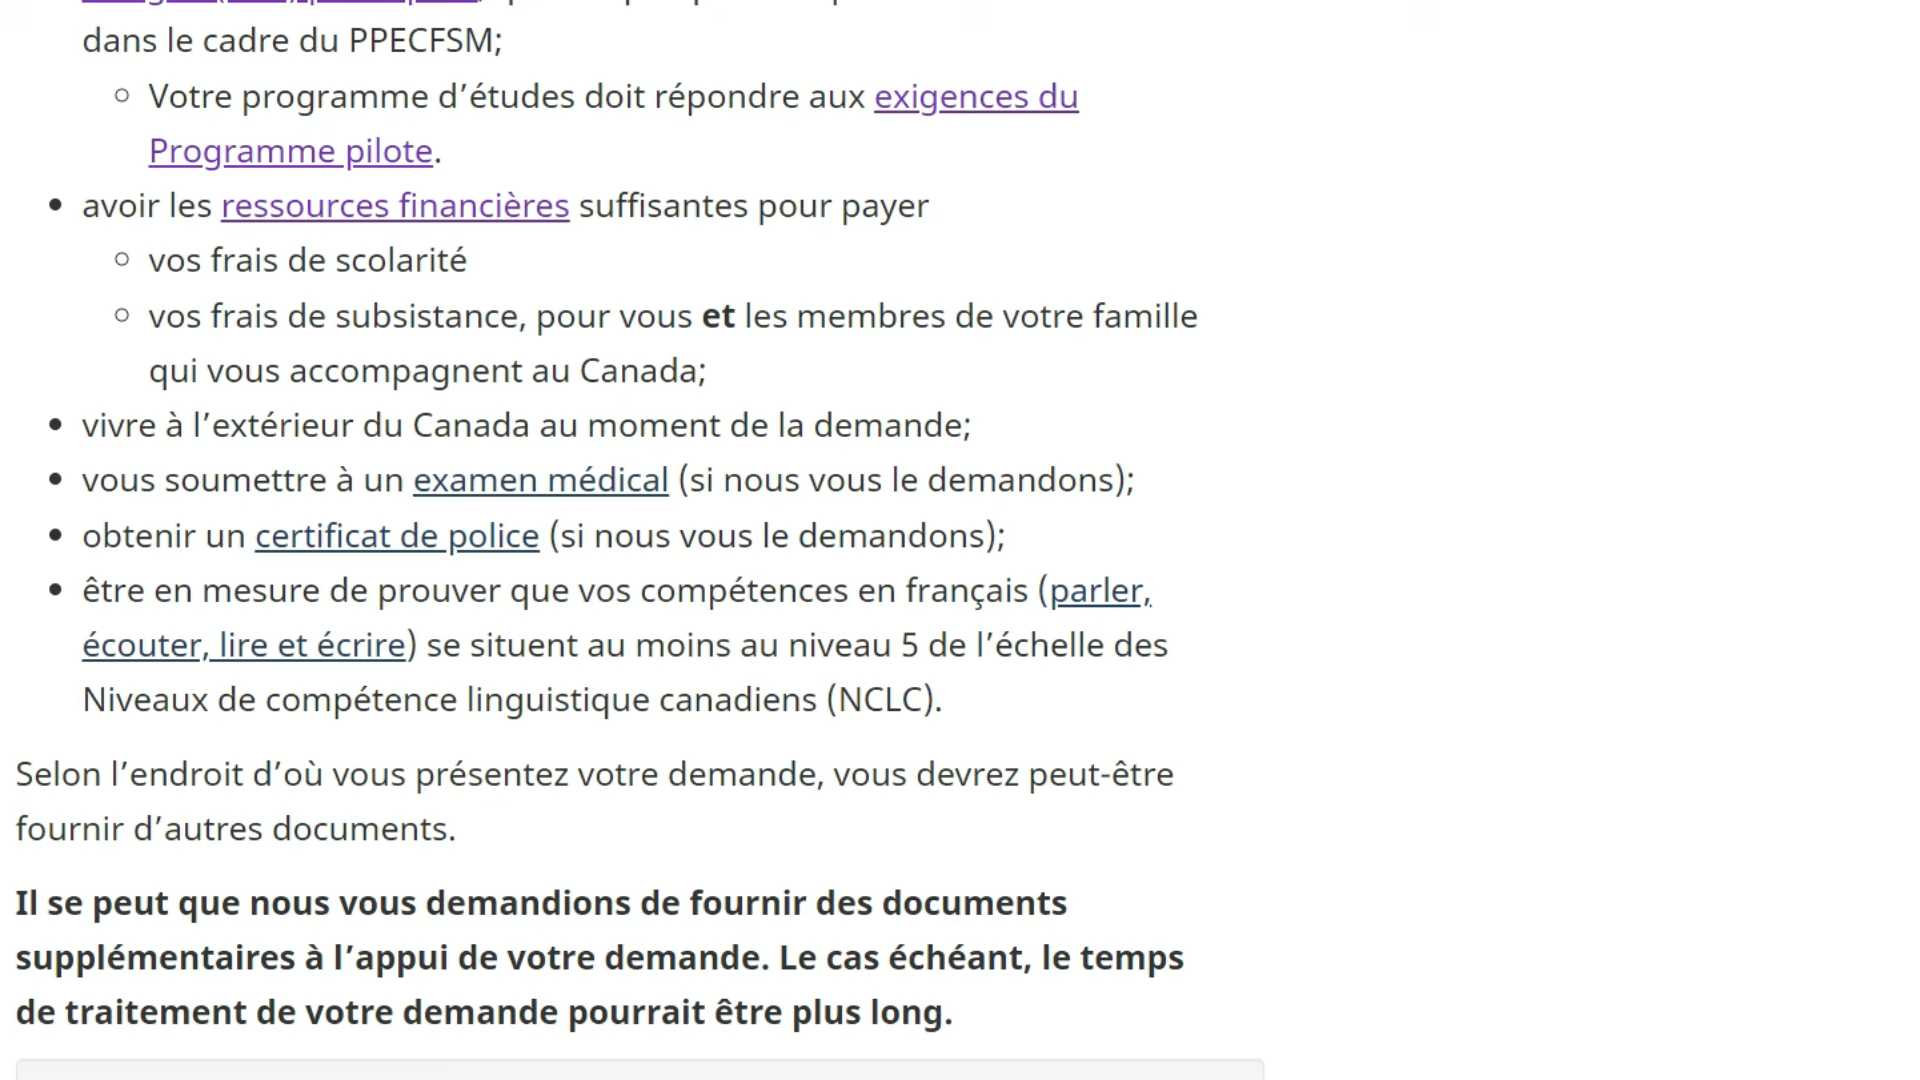 dans le cadre du PPECFSM;
Votre programme d’études doit répondre aux exigences du
Programme pilote.
avoir les ressources financières suffisantes pour payer
vos frais de scolarité
vos frais de subsistance, pour vous et les membres de votre famille
qui vous accompagnent au Canada;
vivre à l’extérieur du Canada au moment de la demande;
vous soumettre à un examen médical (si nous vous le demandons);
obtenir un certificat de police (si nous vous le demandons);
être en mesure de prouver que vos compétences en français (parler,
écouter, lire et écrire) se situent au moins au niveau 5 de l’échelle des
Niveaux de compétence linguistique canadiens (NCLC).
Selon l’endroit d’où vous présentez votre demande, vous devrez peut-être
fournir d’autres documents.
Il se peut que nous vous demandions de fournir des documents
supplémentaires à l’appui de votre demande. Le cas échéant, le temps
de traitement de votre demande pourrait être plus long.